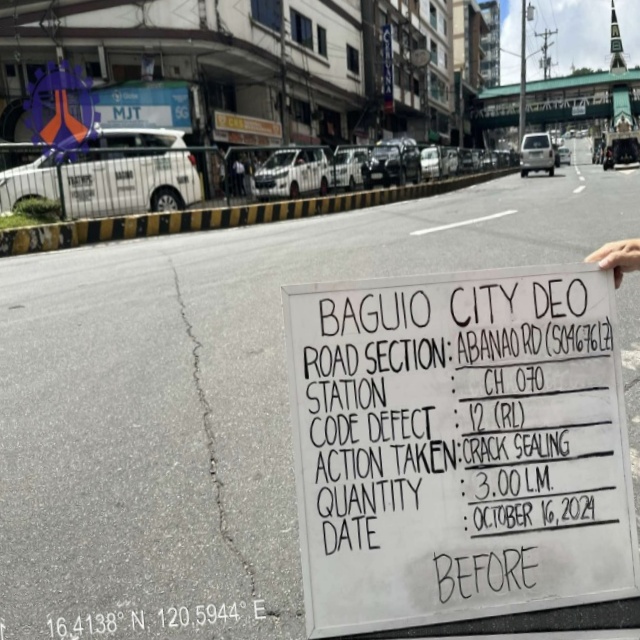 MJT
BAGUIO CITY DEO
ROAD SECTION: ABANAO RD (S04676LZ)
STATION : CH. 070
CODE DEFECT : 12 (RL)
ACTION TAKEN: CRACK SEALING
QUANTITY : 3.00 L.M.
DATE : OCTOBER 16, 2024
BEFORE
16.4138° N, 120.5944° E